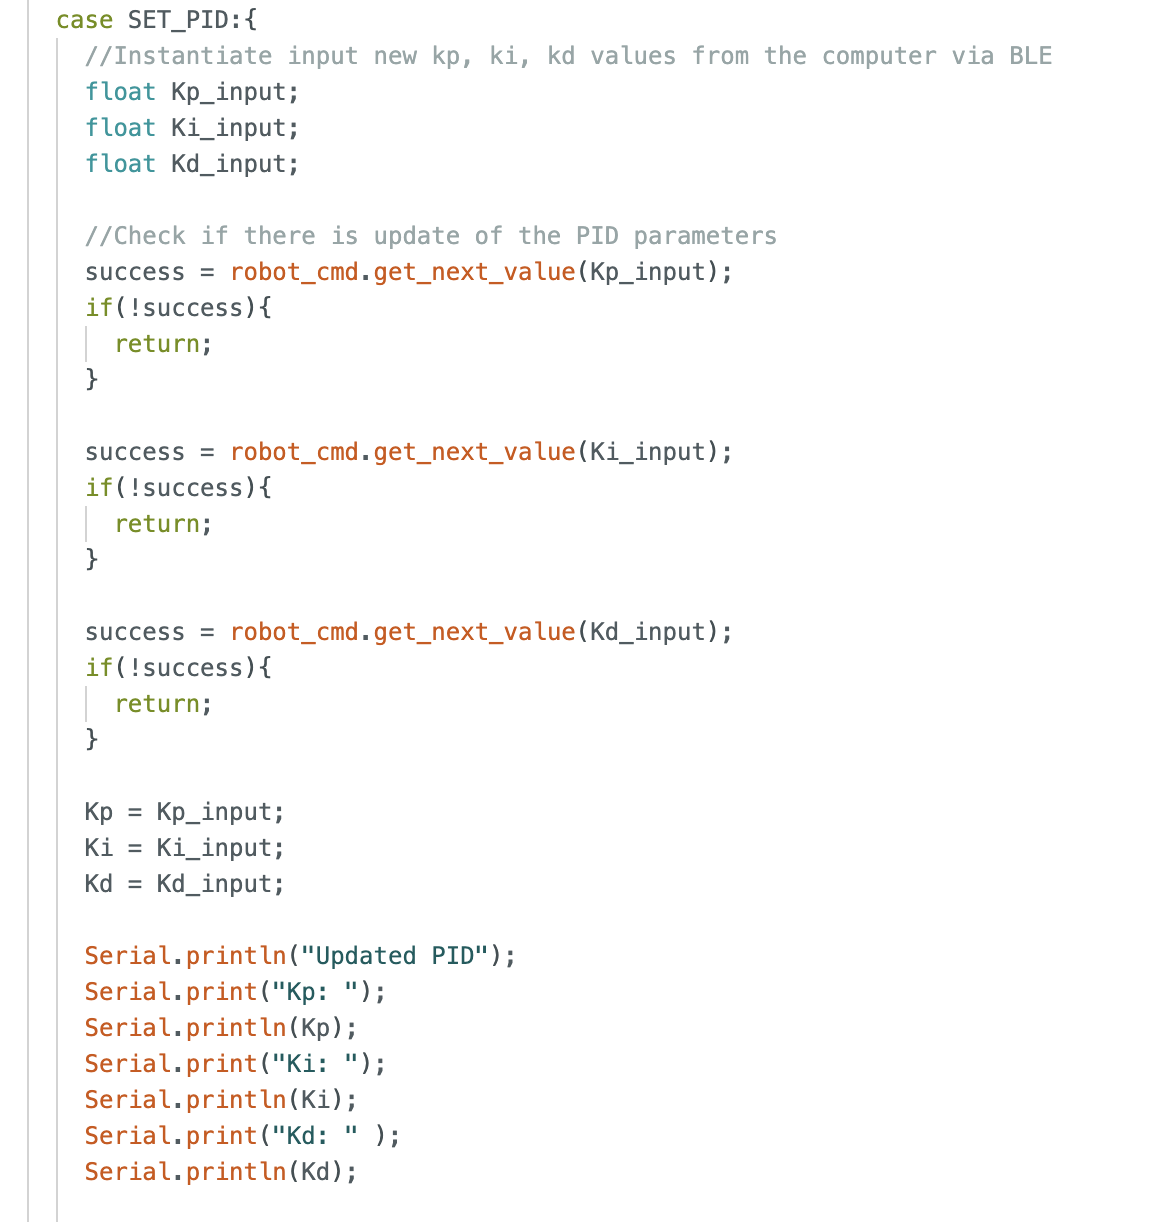 case SET_PID:{
//Instantiate input new kp, ki, kd values from the computer via BLE
float Kp_input;
float Ki_input;
float Kd_input;
//Check if there is update of the PID parameters
success = robot_cmd.get_next_value(Kp_input);
if(!success){
return;
}
success = robot_cmd.get_next_value(Ki_input);
if(!success){
return;
}
success = robot_cmd.get_next_value(Kd_input);
if(!success){
return;
}
Kp = Kp_input;
Ki = Ki_input;
Kd = Kd_input;
Serial.println("Updated PID");
Serial.print("Kp: ");
Serial.println(Kp);
Serial.print("Ki: ");
Serial.println(Ki);
Serial.print("Kd: " );
Serial.println(Kd);